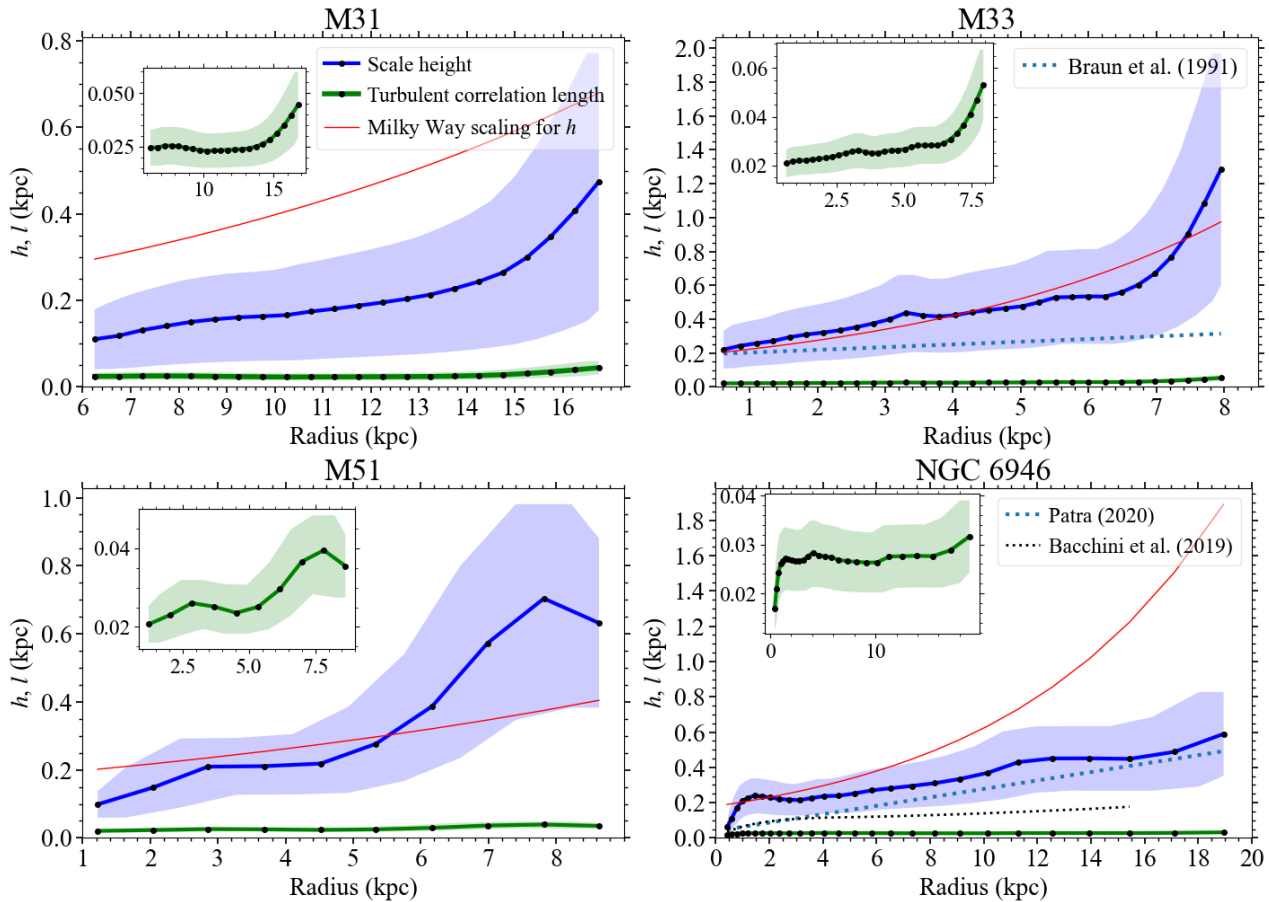 M31
h, l (kpc)
0.8
0.6
0.4
0.2
0.0
6 7 8 9 10 11 12 13 14 15 16
Radius (kpc)
0.050
0.025
10 15
Scale height
Turbulent correlation length
Milky Way scaling for h
M33
h, l (kpc)
2.0
1.8
1.6
1.4
1.2
1.0
0.8
0.6
0.4
0.2
0.0
1 2 3 4 5 6 7 8
Radius (kpc)
0.06
0.04
0.02
2.5 5.0 7.5
Braun et al. (1991)
M51
h, l (kpc)
1.0
0.8
0.6
0.4
0.2
0.0
1 2 3 4 5 6 7 8 9
Radius (kpc)
0.04
0.02
2.5 5.0 7.5
NGC 6946
h, l (kpc)
1.8
1.6
1.4
1.2
1.0
0.8
0.6
0.4
0.2
0.0
0 2 4 6 8 10 12 14 16 18 20
Radius (kpc)
0.04
0.03
0.02
0 10
Patra (2020)
Bacchini et al. (2019)